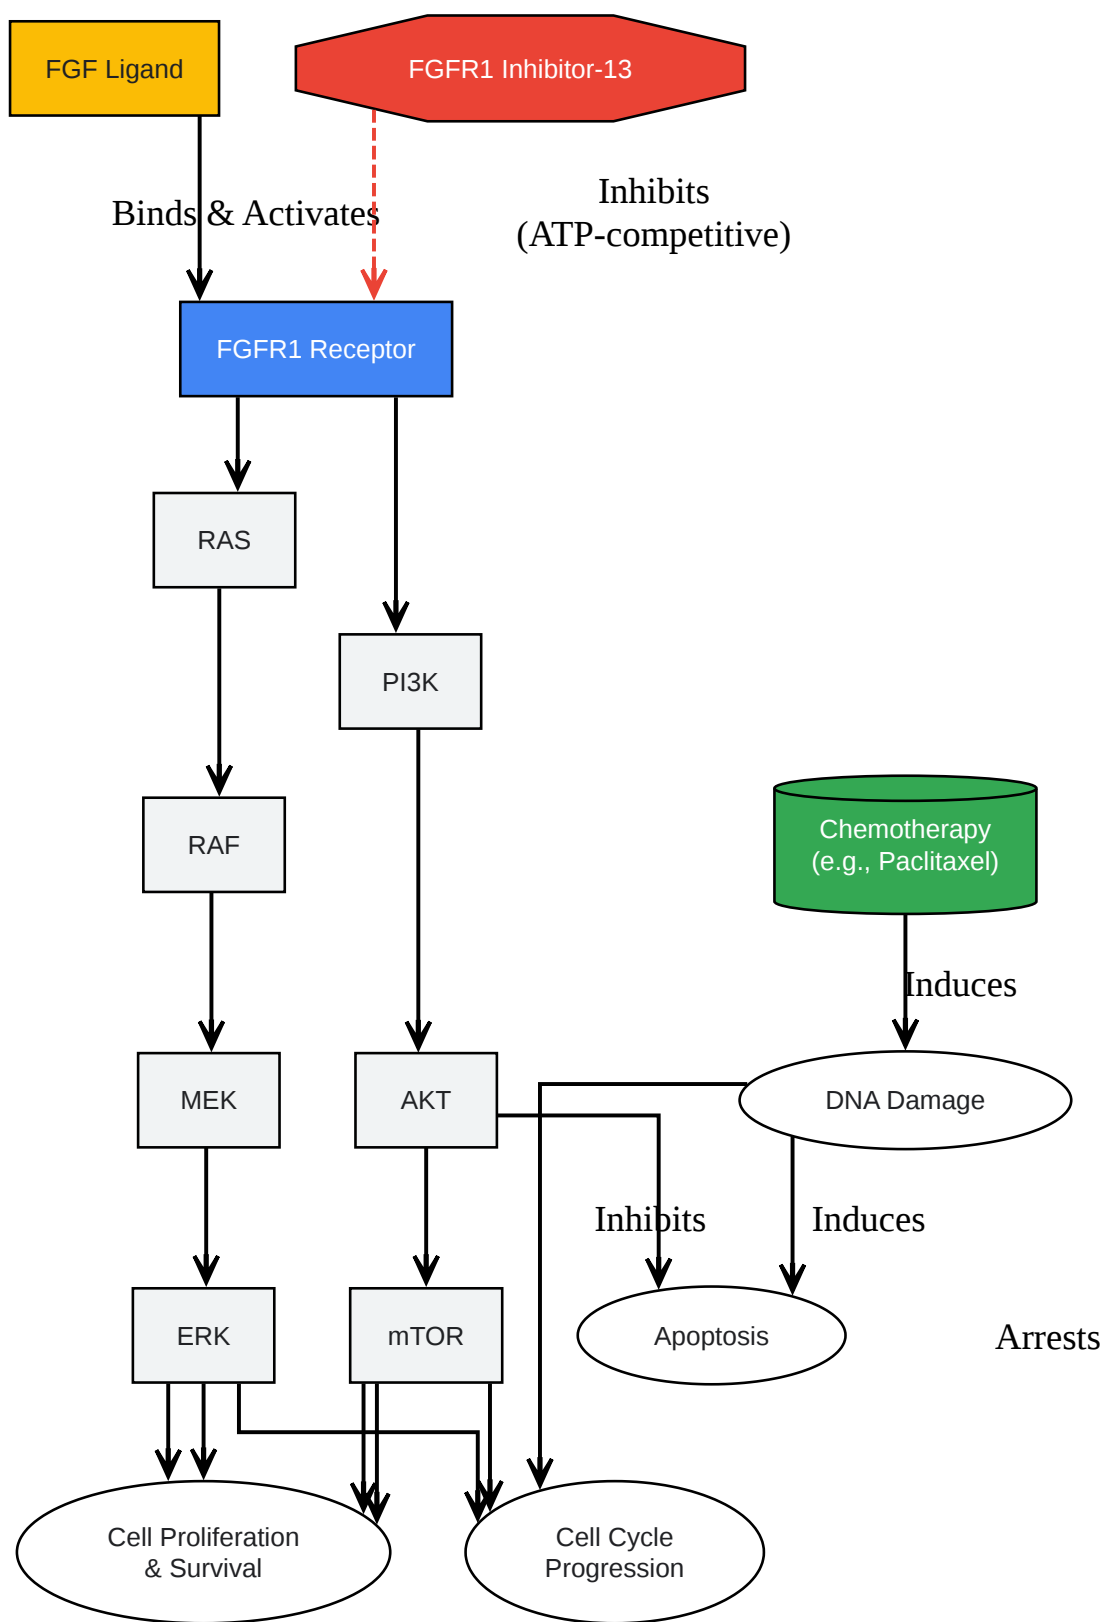 FGF Ligand
FGFR1 Inhibitor-13
Binds & Activates
Inhibits
(ATP-competitive)
FGFR1 Receptor
RAS
PI3K
RAF
Chemotherapy
(e.g., Paclitaxel)
Induces
MEK
AKT
DNA Damage
Inhibits
Induces
ERK
mTOR
Apoptosis
Arrests
Cell Proliferation
& Survival
Cell Cycle
Progression